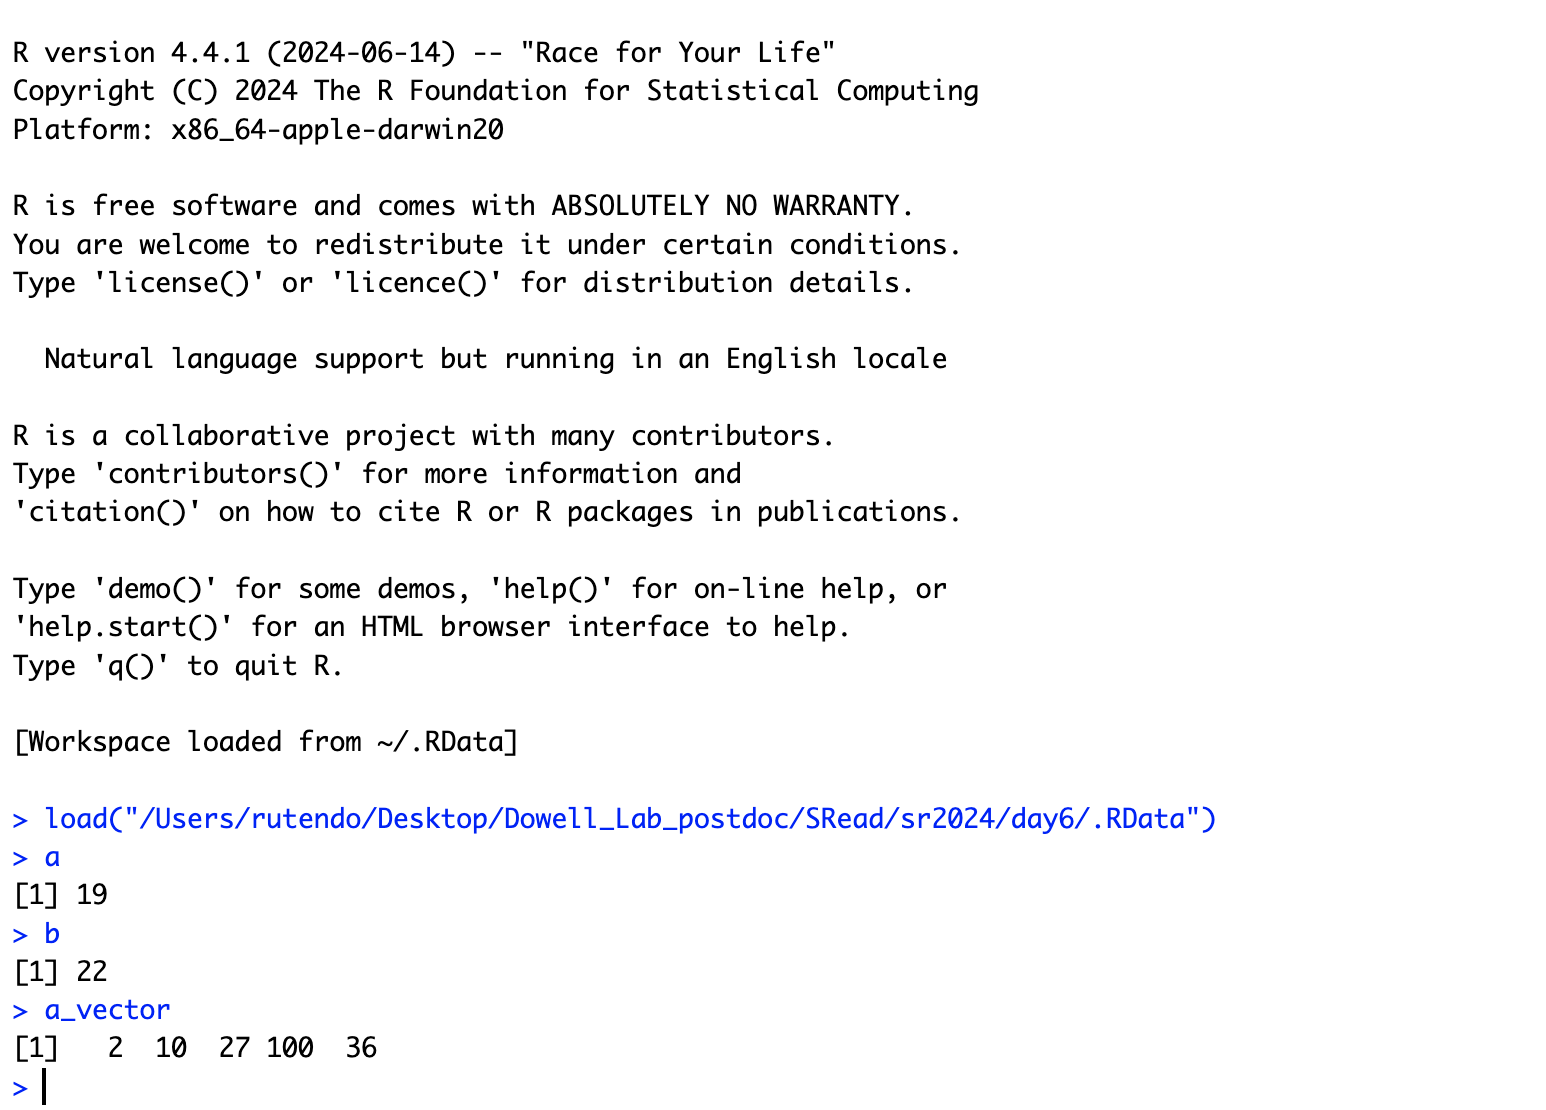 R version 4.4.1 (2024-06-14) -- "Race for Your Life"
Copyright (C) 2024 The R Foundation for Statistical Computing
Platform: x86_64-apple-darwin20

R is free software and comes with ABSOLUTELY NO WARRANTY.
You are welcome to redistribute it under certain conditions.
Type 'license()' or 'licence()' for distribution details.

  Natural language support but running in an English locale

R is a collaborative project with many contributors.
Type 'contributors()' for more information and
'citation()' on how to cite R or R packages in publications.

Type 'demo()' for some demos, 'help()' for on-line help, or
'help.start()' for an HTML browser interface to help.
Type 'q()' to quit R.

[Workspace loaded from ~/.RData]

> load("/Users/rutendo/Desktop/Dowell_Lab_postdoc/SRead/sr2024/day6/.RData")
> a
[1] 19
> b
[1] 22
> a_vector
[1]   2  10  27 100  36
>